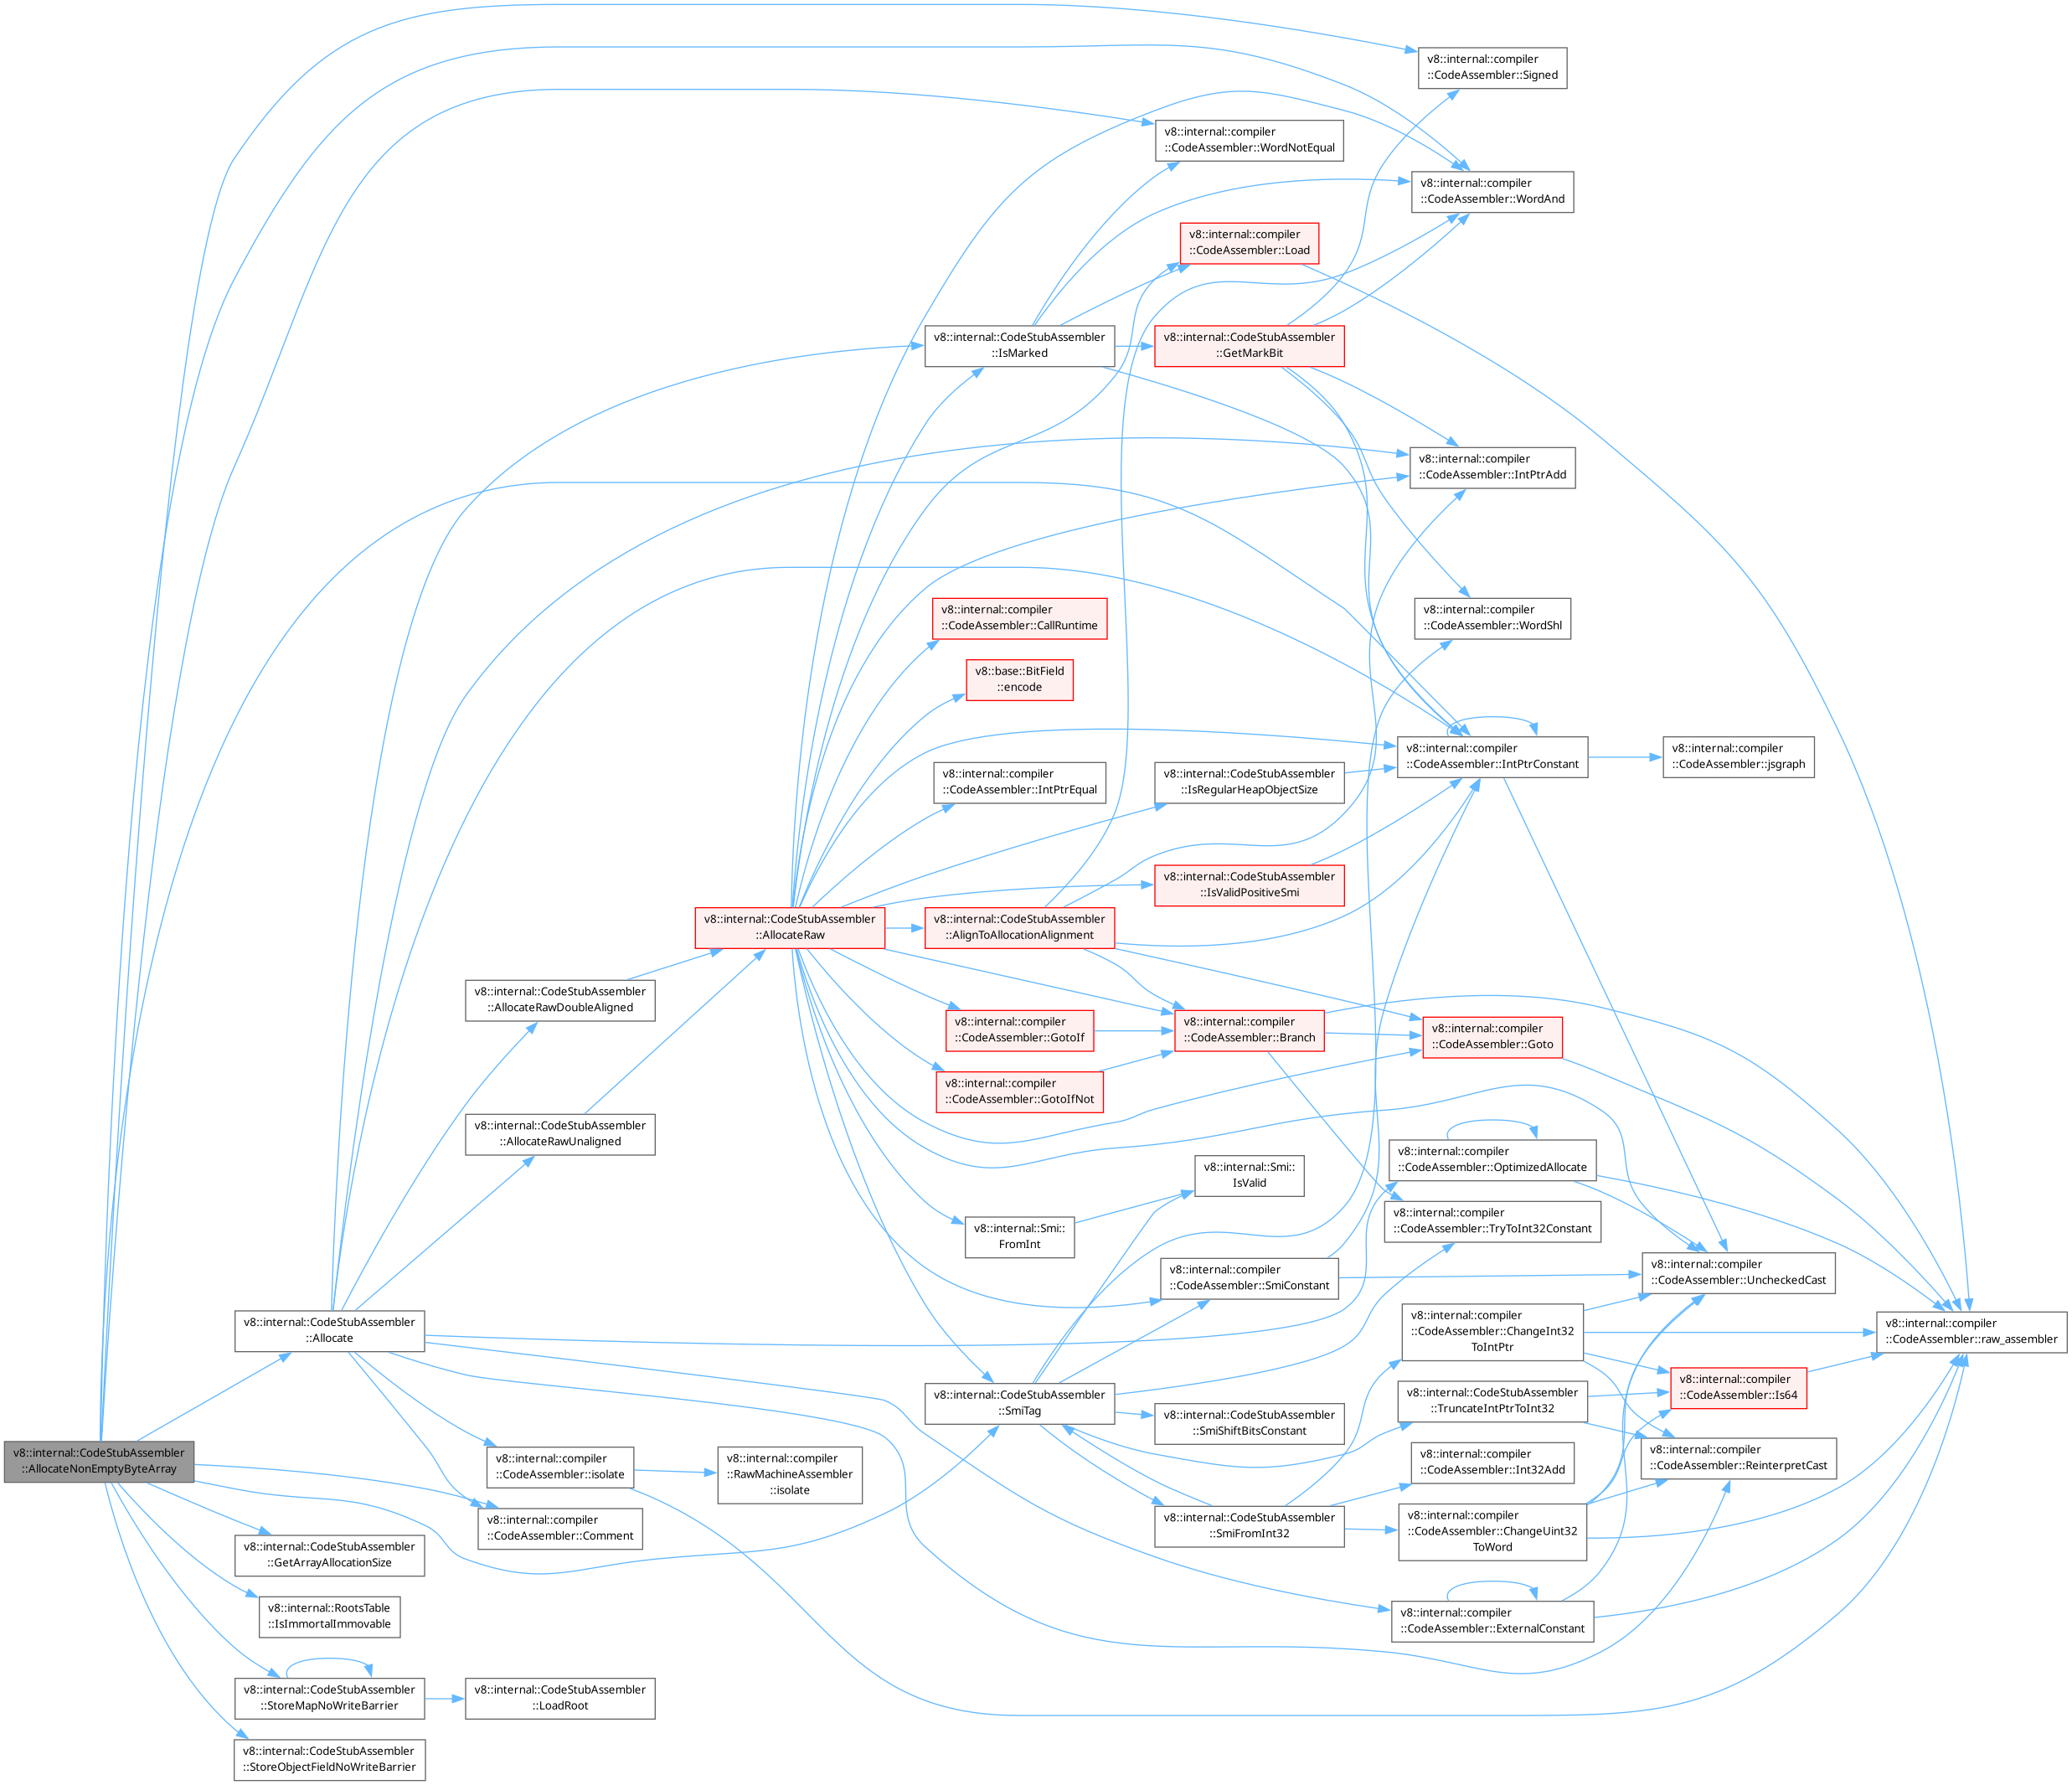 v8::internal::compiler
::CodeAssembler::Signed
v8::internal::compiler
::CodeAssembler::WordNotEqual
v8::internal::compiler
::CodeAssembler::WordAnd
v8::internal::compiler
::CodeAssembler::Load
v8::internal::CodeStubAssembler
::IsMarked
v8::internal::CodeStubAssembler
::GetMarkBit
v8::internal::compiler
::CodeAssembler::IntPtrAdd
v8::internal::compiler
::CodeAssembler::CallRuntime
v8::internal::compiler
::CodeAssembler::WordShl
v8::base::BitField
::encode
v8::internal::compiler
::CodeAssembler::IntPtrConstant
v8::internal::compiler
::CodeAssembler::jsgraph
v8::internal::compiler
::CodeAssembler::IntPtrEqual
v8::internal::CodeStubAssembler
::IsRegularHeapObjectSize
v8::internal::CodeStubAssembler
::IsValidPositiveSmi
v8::internal::CodeStubAssembler
::AllocateRaw
v8::internal::CodeStubAssembler
::AlignToAllocationAlignment
v8::internal::CodeStubAssembler
::AllocateRawDoubleAligned
v8::internal::compiler
::CodeAssembler::GotoIf
v8::internal::compiler
::CodeAssembler::Branch
v8::internal::compiler
::CodeAssembler::Goto
v8::internal::compiler
::CodeAssembler::GotoIfNot
v8::internal::CodeStubAssembler
::AllocateRawUnaligned
v8::internal::compiler
::CodeAssembler::OptimizedAllocate
v8::internal::Smi::
IsValid
v8::internal::compiler
::CodeAssembler::TryToInt32Constant
v8::internal::Smi::
FromInt
v8::internal::compiler
::CodeAssembler::SmiConstant
v8::internal::compiler
::CodeAssembler::UncheckedCast
v8::internal::CodeStubAssembler
::Allocate
v8::internal::compiler
::CodeAssembler::ChangeInt32
ToIntPtr
v8::internal::compiler
::CodeAssembler::raw_assembler
v8::internal::CodeStubAssembler
::SmiTag
v8::internal::CodeStubAssembler
::TruncateIntPtrToInt32
v8::internal::compiler
::CodeAssembler::Is64
v8::internal::CodeStubAssembler
::SmiShiftBitsConstant
v8::internal::CodeStubAssembler
::AllocateNonEmptyByteArray
v8::internal::compiler
::CodeAssembler::isolate
v8::internal::compiler
::RawMachineAssembler
::isolate
v8::internal::compiler
::CodeAssembler::Int32Add
v8::internal::compiler
::CodeAssembler::ReinterpretCast
v8::internal::compiler
::CodeAssembler::Comment
v8::internal::CodeStubAssembler
::SmiFromInt32
v8::internal::compiler
::CodeAssembler::ChangeUint32
ToWord
v8::internal::CodeStubAssembler
::GetArrayAllocationSize
v8::internal::RootsTable
::IsImmortalImmovable
v8::internal::compiler
::CodeAssembler::ExternalConstant
v8::internal::CodeStubAssembler
::StoreMapNoWriteBarrier
v8::internal::CodeStubAssembler
::LoadRoot
v8::internal::CodeStubAssembler
::StoreObjectFieldNoWriteBarrier